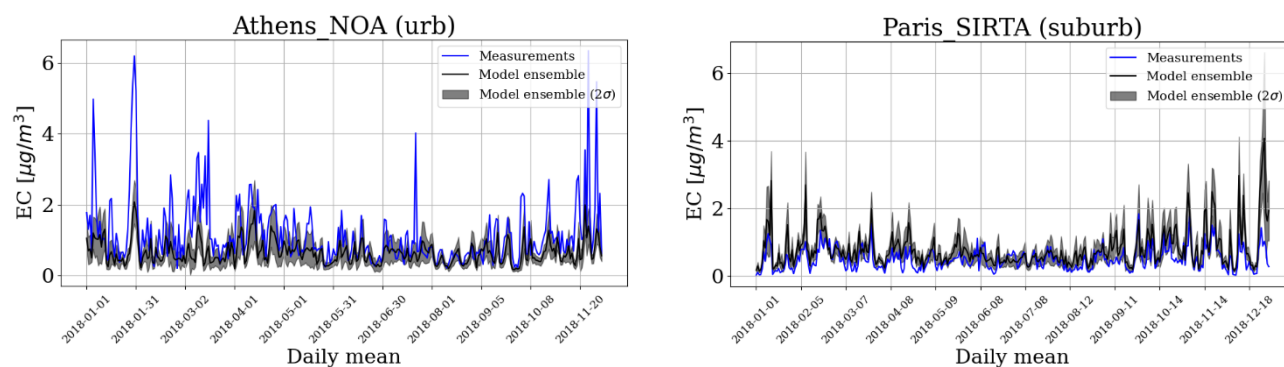 Athens_NOA (urb)
EC [μg/m³]
6
4
2
0
Measurements
Model ensemble
Model ensemble (2σ)
2018-01-01
2018-01-31
2018-03-02
2018-04-01
2018-05-01
2018-05-31
2018-06-30
2018-08-01
2018-09-05
2018-10-08
2018-11-20
Daily mean
Paris_SIRTA (suburb)
EC [μg/m³]
6
4
2
0
Measurements
Model ensemble
Model ensemble (2σ)
2018-01-01
2018-02-05
2018-03-07
2018-04-08
2018-05-09
2018-06-08
2018-07-08
2018-08-12
2018-09-11
2018-10-14
2018-11-14
2018-12-18
Daily mean